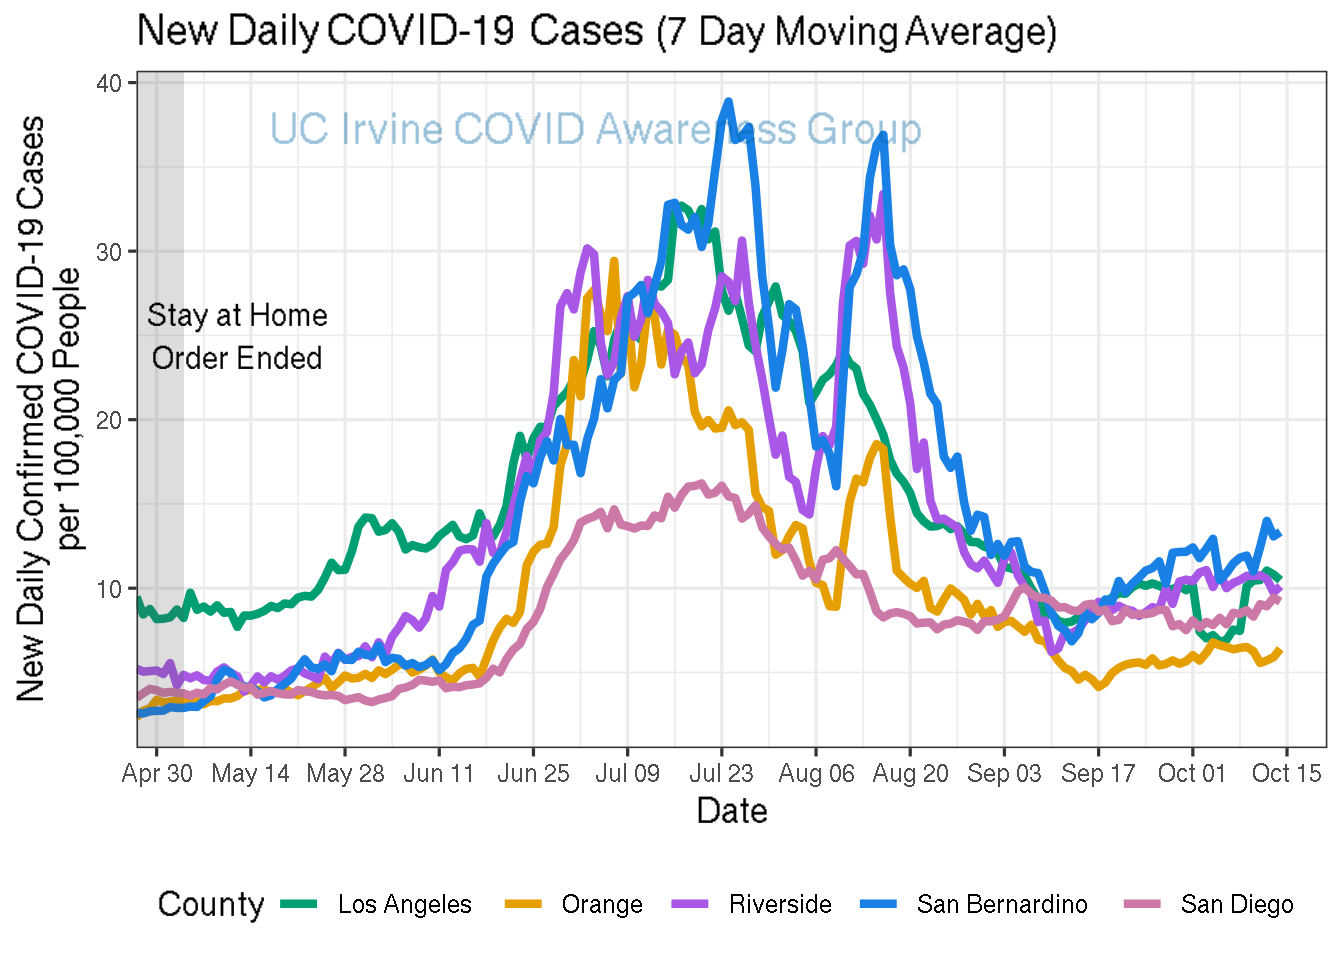 New Daily COVID-19 Cases (7 Day Moving Average)
UC Irvine COVID Awareness Group
New Daily Confirmed COVID-19 Cases
per 100,000 People
40
30
20
10
Stay at Home
Order Ended
Apr 30 May 14 May 28 Jun 11 Jun 25 Jul 09 Jul 23 Aug 06 Aug 20 Sep 03 Sep 17 Oct 01 Oct 15
Date
County Los Angeles Orange Riverside San Bernardino San Diego